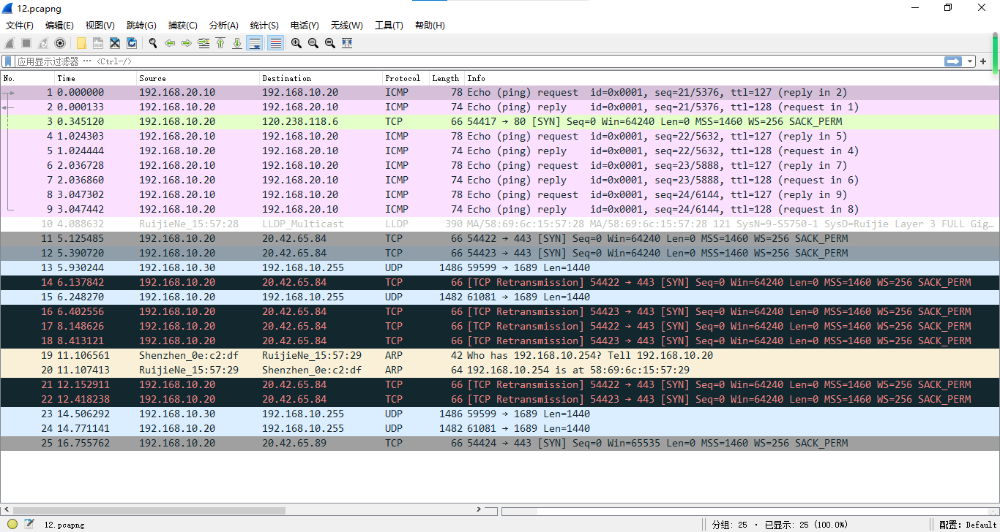 12.pcapng
文件(F) 编辑(E) 视图(V) 跳转(G) 捕获(C) 分析(A) 统计(S) 电话(Y) 无线(W) 工具(T) 帮助(H)
应用显示过滤器 … <Ctrl-/>
No. Time Source Destination Protocol Length Info
1 0.000000 192.168.20.10 192.168.10.20 ICMP 78 Echo (ping) request id=0x0001, seq=21/5376, ttl=127 (reply in 2)
2 0.000133 192.168.10.20 192.168.20.10 ICMP 74 Echo (ping) reply id=0x0001, seq=21/5376, ttl=128 (request in 1)
3 0.345120 192.168.10.20 120.238.118.6 TCP 66 54417 → 80 [SYN] Seq=0 Win=64240 Len=0 MSS=1460 WS=256 SACK_PERM
4 1.024303 192.168.20.10 192.168.10.20 ICMP 78 Echo (ping) request id=0x0001, seq=22/5632, ttl=127 (reply in 5)
5 1.024444 192.168.10.20 192.168.20.10 ICMP 74 Echo (ping) reply id=0x0001, seq=22/5632, ttl=128 (request in 4)
6 2.036728 192.168.20.10 192.168.10.20 ICMP 78 Echo (ping) request id=0x0001, seq=23/5888, ttl=127 (reply in 7)
7 2.036860 192.168.10.20 192.168.20.10 ICMP 74 Echo (ping) reply id=0x0001, seq=23/5888, ttl=128 (request in 6)
8 3.047302 192.168.20.10 192.168.10.20 ICMP 78 Echo (ping) request id=0x0001, seq=24/6144, ttl=127 (reply in 9)
9 3.047442 192.168.10.20 192.168.20.10 ICMP 74 Echo (ping) reply id=0x0001, seq=24/6144, ttl=128 (request in 8)
10 4.088632 RuijieNe_15:57:28 LLDP_Multicast LLDP 390 MA/58:69:6c:15:57:28 MA/58:69:6c:15:57:28 121 SysN=9-S5750-1 SysD=Ruijie Layer 3 FULL Gig…
11 5.125485 192.168.10.20 20.42.65.84 TCP 66 54422 → 443 [SYN] Seq=0 Win=64240 Len=0 MSS=1460 WS=256 SACK_PERM
12 5.390720 192.168.10.20 20.42.65.84 TCP 66 54423 → 443 [SYN] Seq=0 Win=64240 Len=0 MSS=1460 WS=256 SACK_PERM
13 5.930244 192.168.10.30 192.168.10.255 UDP 1486 59599 → 1689 Len=1440
14 6.137842 192.168.10.20 20.42.65.84 TCP 66 [TCP Retransmission] 54422 → 443 [SYN] Seq=0 Win=64240 Len=0 MSS=1460 WS=256 SACK_PERM
15 6.248270 192.168.10.20 192.168.10.255 UDP 1482 61081 → 1689 Len=1440
16 6.402556 192.168.10.20 20.42.65.84 TCP 66 [TCP Retransmission] 54423 → 443 [SYN] Seq=0 Win=64240 Len=0 MSS=1460 WS=256 SACK_PERM
17 8.148626 192.168.10.20 20.42.65.84 TCP 66 [TCP Retransmission] 54422 → 443 [SYN] Seq=0 Win=64240 Len=0 MSS=1460 WS=256 SACK_PERM
18 8.413121 192.168.10.20 20.42.65.84 TCP 66 [TCP Retransmission] 54423 → 443 [SYN] Seq=0 Win=64240 Len=0 MSS=1460 WS=256 SACK_PERM
19 11.106561 Shenzhen_0e:c2:df RuijieNe_15:57:29 ARP 42 Who has 192.168.10.254? Tell 192.168.10.20
20 11.107413 RuijieNe_15:57:29 Shenzhen_0e:c2:df ARP 64 192.168.10.254 is at 58:69:6c:15:57:29
21 12.152911 192.168.10.20 20.42.65.84 TCP 66 [TCP Retransmission] 54422 → 443 [SYN] Seq=0 Win=64240 Len=0 MSS=1460 WS=256 SACK_PERM
22 12.418238 192.168.10.20 20.42.65.84 TCP 66 [TCP Retransmission] 54423 → 443 [SYN] Seq=0 Win=64240 Len=0 MSS=1460 WS=256 SACK_PERM
23 14.506292 192.168.10.30 192.168.10.255 UDP 1486 59599 → 1689 Len=1440
24 14.771141 192.168.10.20 192.168.10.255 UDP 1482 61081 → 1689 Len=1440
25 16.755762 192.168.10.20 20.42.65.89 TCP 66 54424 → 443 [SYN] Seq=0 Win=65535 Len=0 MSS=1460 WS=256 SACK_PERM
12.pcapng 分组: 25 · 已显示: 25 (100.0%) 配置: Default